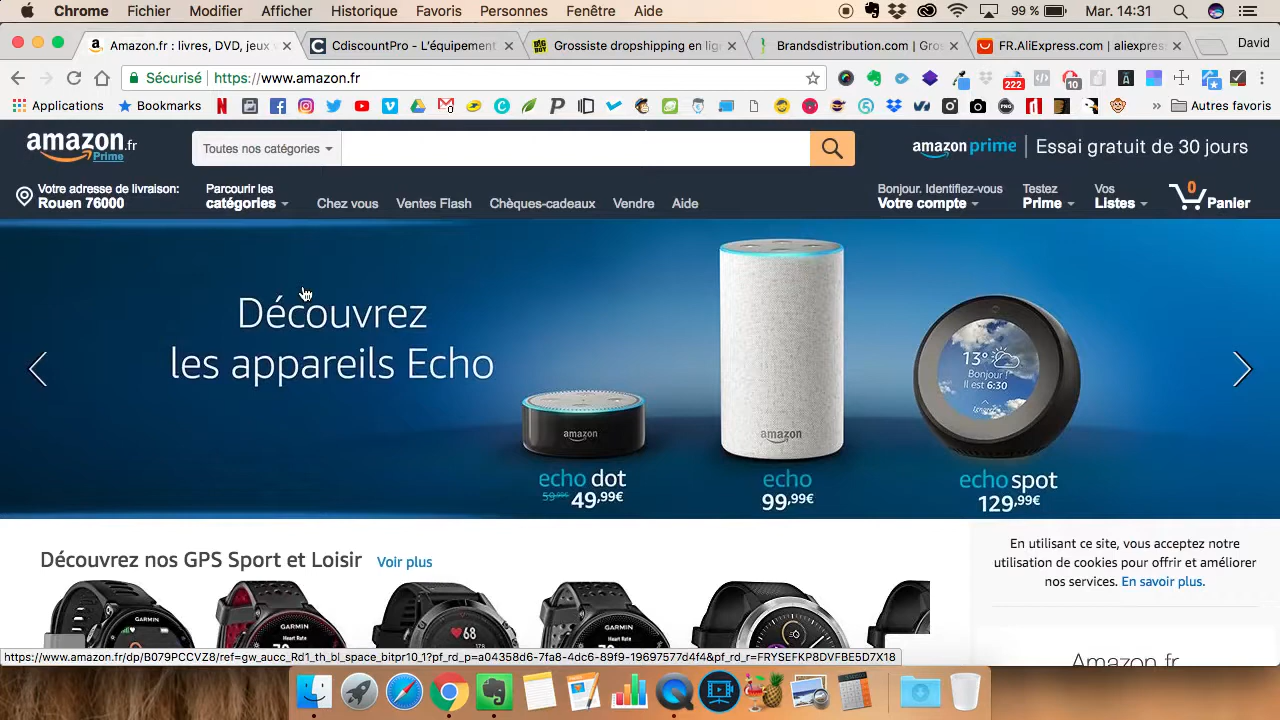 Chrome Fichier Modifier Afficher Historique Favoris Personnes Fenêtre Aide 99 % Mar. 14:31
Amazon.fr : livres, DVD, jeux v
CdiscountPro - L'équipement
Grossiste dropshipping en lign
Brandsdistribution.com | Gros
FR.AliExpress.com | aliexpress
David
Sécurisé https://www.amazon.fr
222
10
Applications
Bookmarks
Autres favoris
amazon.fr
Prime
Toutes nos catégories
amazon prime Essai gratuit de 30 jours
Votre adresse de livraison:
Rouen 76000
Parcourir les
catégories
Chez vous Ventes Flash Chèques-cadeaux Vendre Aide
Bonjour. Identifiez-vous
Votre compte
Testez
Prime
Vos
Listes
0
Panier
Découvrez
les appareils Echo
13°
Bonjour !
Il est 6:30
amazon
amazon
echo dot
59,99€ 49,99€
echo
99,99€
echo spot
129,99€
Découvrez nos GPS Sport et Loisir Voir plus
En utilisant ce site, vous acceptez notre
utilisation de cookies pour offrir et améliorer
nos services. En savoir plus.
GARMIN
GARMIN
Heart Rate
68
GARMIN
Heart Rate
GARMIN
Amazon.fr
https://www.amazon.fr/dp/B079PCCVZ8/ref=gw_aucc_Rd1_th_bl_space_bitpr10_1?pf_rd_p=a04358d6-7fa8-4dc6-89f9-19697577d4f4&pf_rd_r=FRYSEFKP8DVFBE5D7X18